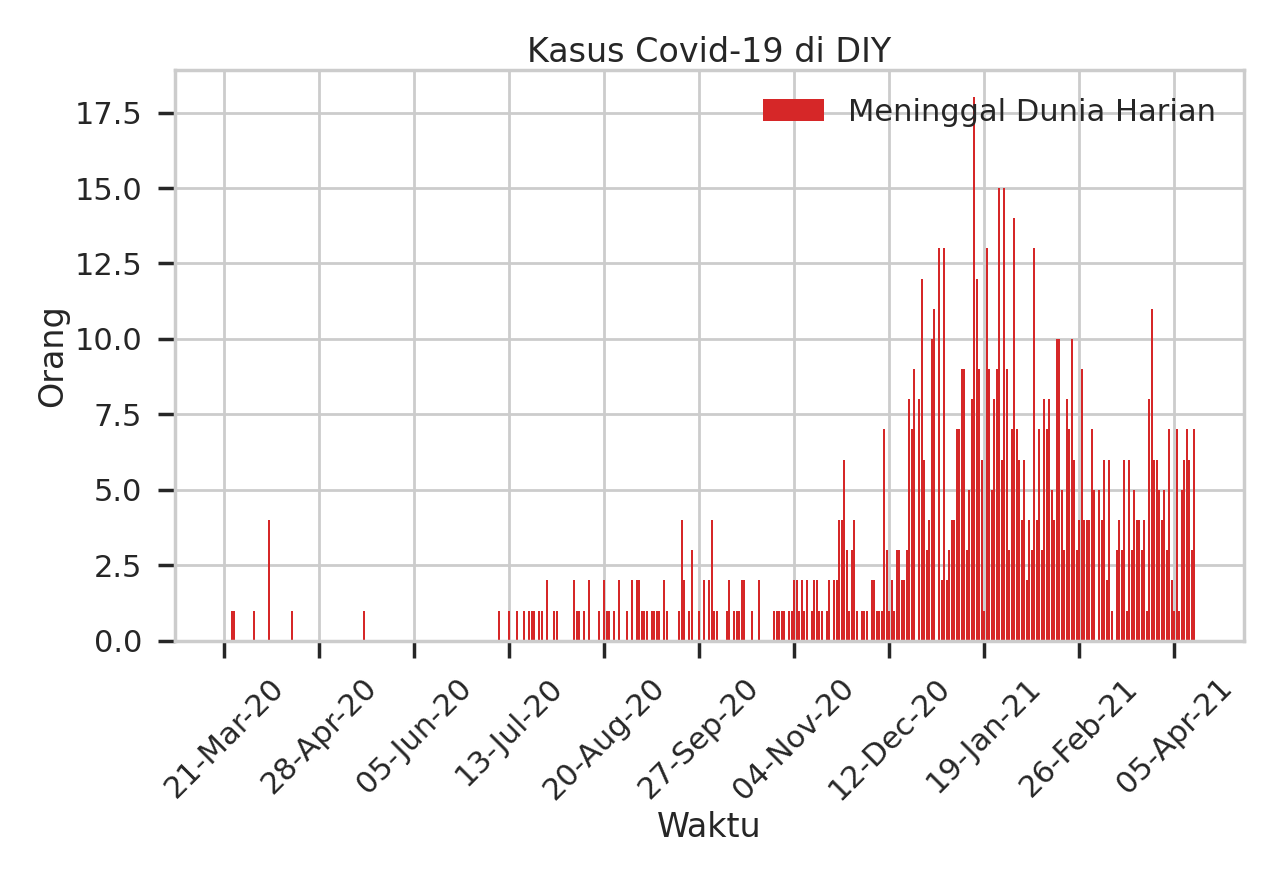 Kasus Covid-19 di DIY
Meninggal Dunia Harian
Orang
17.5
15.0
12.5
10.0
7.5
5.0
2.5
0.0
21-Mar-20
28-Apr-20
05-Jun-20
13-Jul-20
20-Aug-20
27-Sep-20
04-Nov-20
12-Dec-20
19-Jan-21
26-Feb-21
05-Apr-21
Waktu